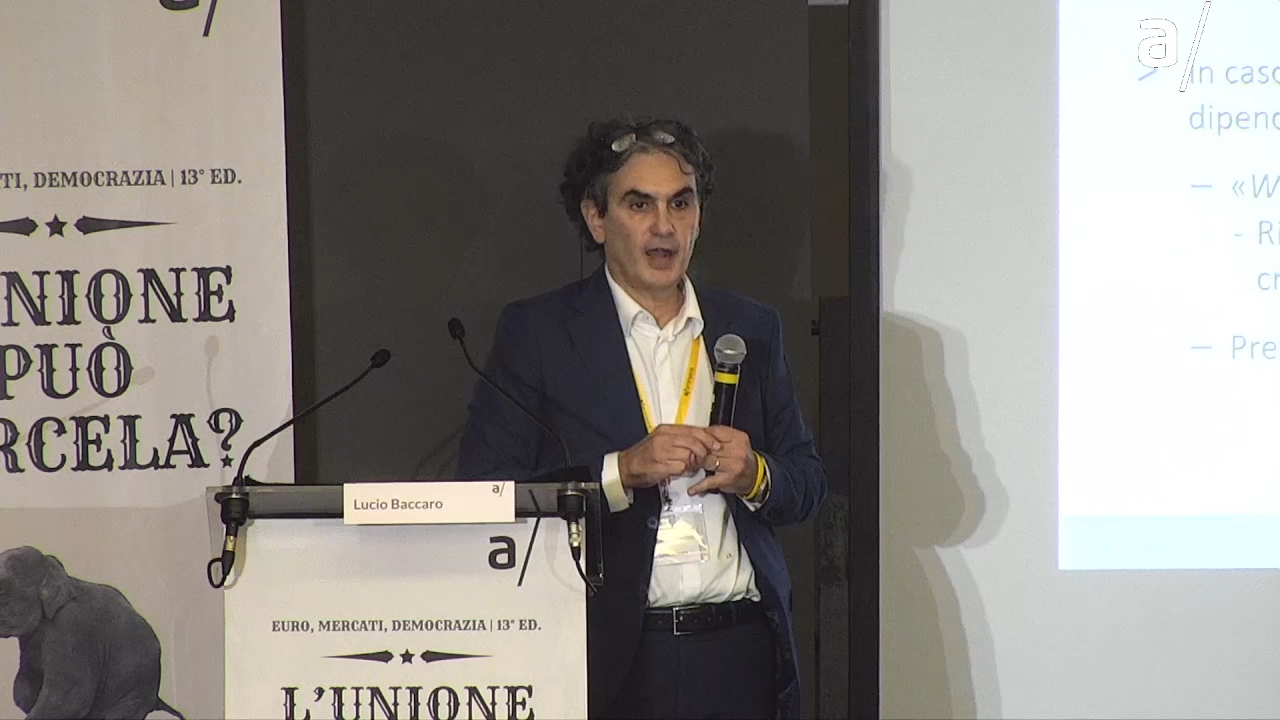 a/
TI, DEMOCRAZIA | 13° ED.
NIONE
PUÒ
RCELA?
Lucio Baccaro
a/
a/
EURO, MERCATI, DEMOCRAZIA | 13° ED.
L'UNIONE
a/
> In caso
dipend
– «W
- Ri
cr
– Pre